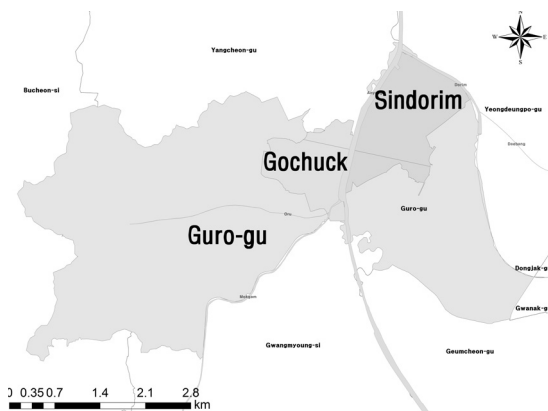 N
W E
S
Yangcheon-gu
Bucheon-si
Sindorim
Yeongdeungpo-gu
Gochuck
Guro-gu
Oru
Guro-gu
Dongjak-g
Gwanak-g
Gwangmyoung-si
Geumcheon-gu
0 0.35 0.7 1.4 2.1 2.8
km